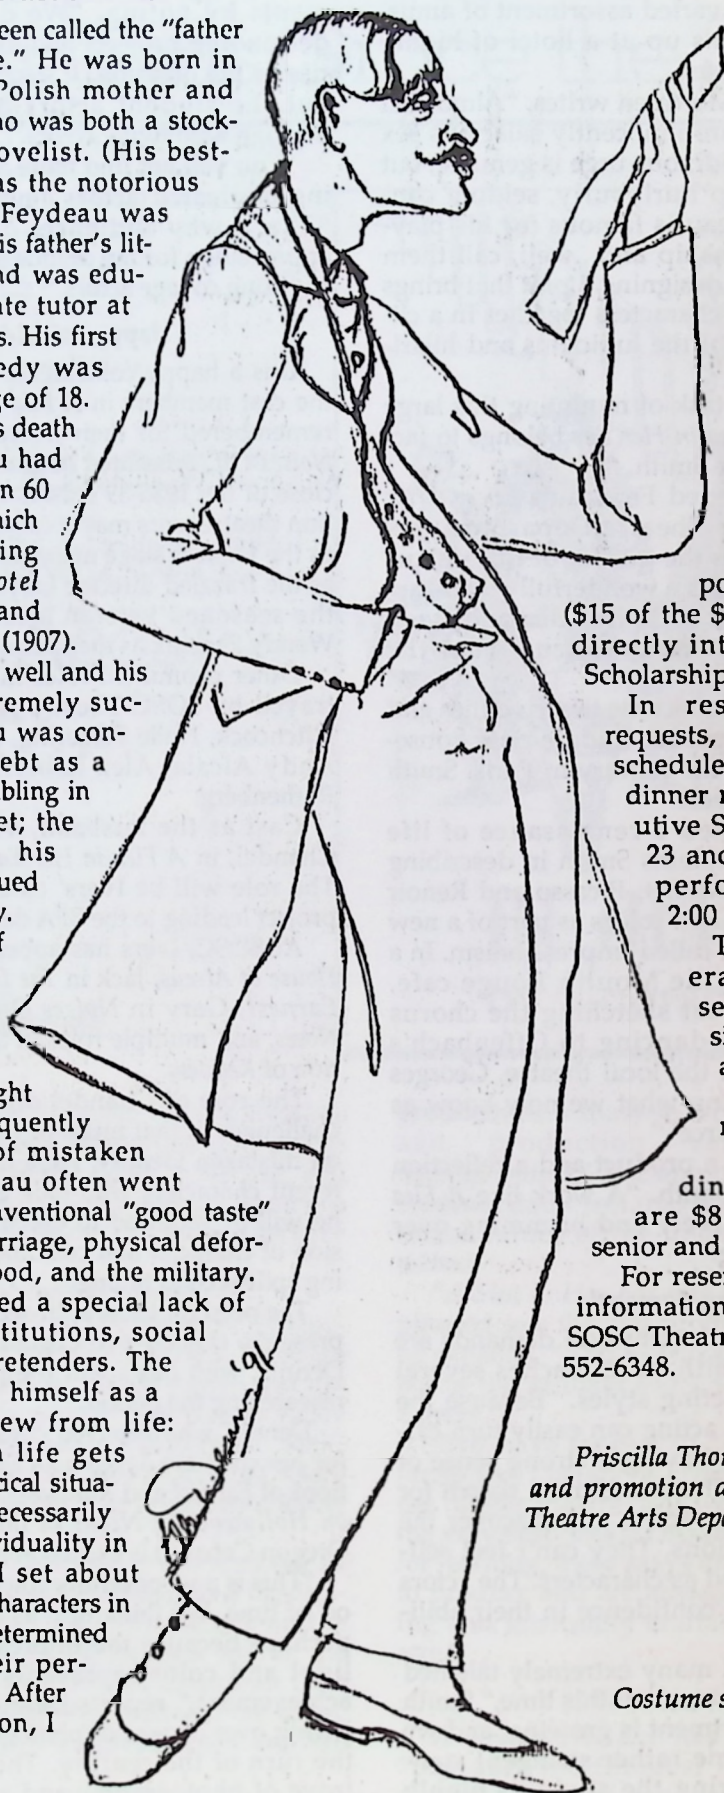 een called the "father
e." He was born in
Polish mother and
ho was both a stock-
ovelist. (His best-
as the notorious
Feydeau was
is father's lit-
nd was edu-
ate tutor at
s. His first
edy was
ge of 18.
s death
u had
n 60
hich
ing
otel
and
(1907).
well and his
remely suc-
u was con-
ebt as a
bling in
et; the
his
ued
y.
f
ght
quently
of mistaken
au often went
nventional "good taste"
rriage, physical defor-
ood, and the military.
ed a special lack of
stitutions, social
retenders. The
himself as a
ew from life:
n life gets
tical situa-
ecessarily
viduality in
I set about
haracters in
etermined
eir per-
After
on, I
'91
po
($15 of the $
directly int
Scholarship
In res
requests,
schedule
dinner r
utive S
23 and
perfo
2:00
T
era
se
si
a
r
din
are $8
senior and
For rese
information
SOSC Theatr
552-6348.
Priscilla Thor
and promotion a
Theatre Arts Depa
Costume s